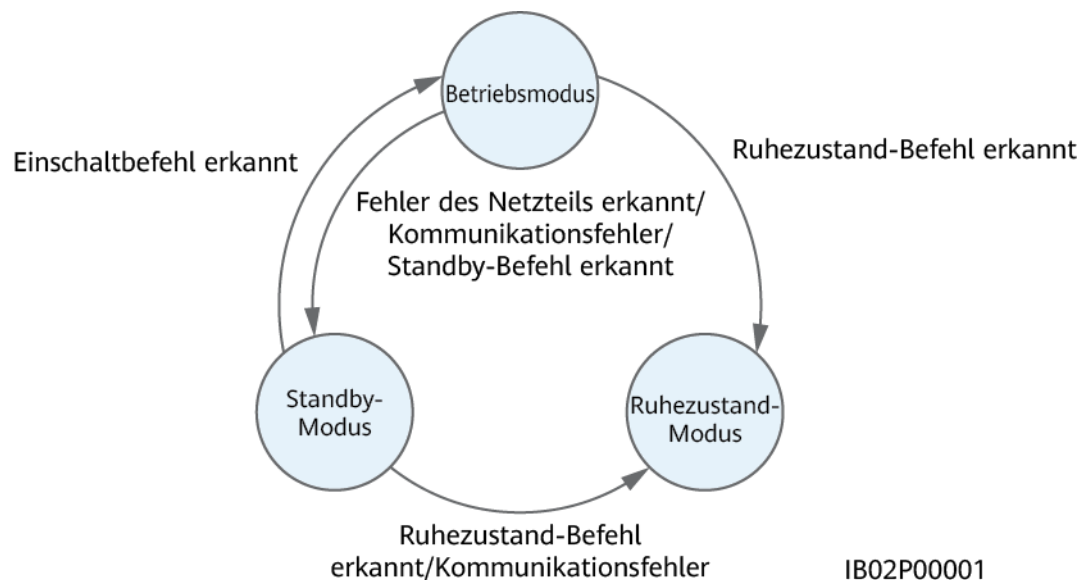 Betriebsmodus
Einschaltbefehl erkannt
Ruhezustand-Befehl erkannt
Fehler des Netzteils erkannt/
Kommunikationsfehler/
Standby-Befehl erkannt
Standby-
Modus
Ruhezustand-
Modus
Ruhezustand-Befehl
erkannt/Kommunikationsfehler
IB02P00001